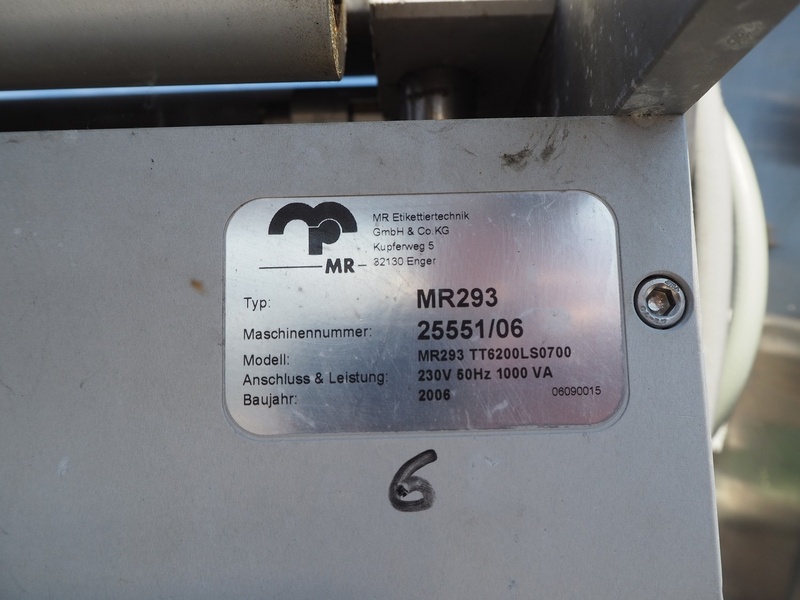 MR Etikettiertechnik
GmbH & Co.KG
Kupferweg 5
32130 Enger
MR
Typ: MR293
Maschinennummer: 25551/06
Modell: MR293 TT6200LS0700
Anschluss & Leistung: 230V 60Hz 1000 VA
Baujahr: 2006 06090015
6